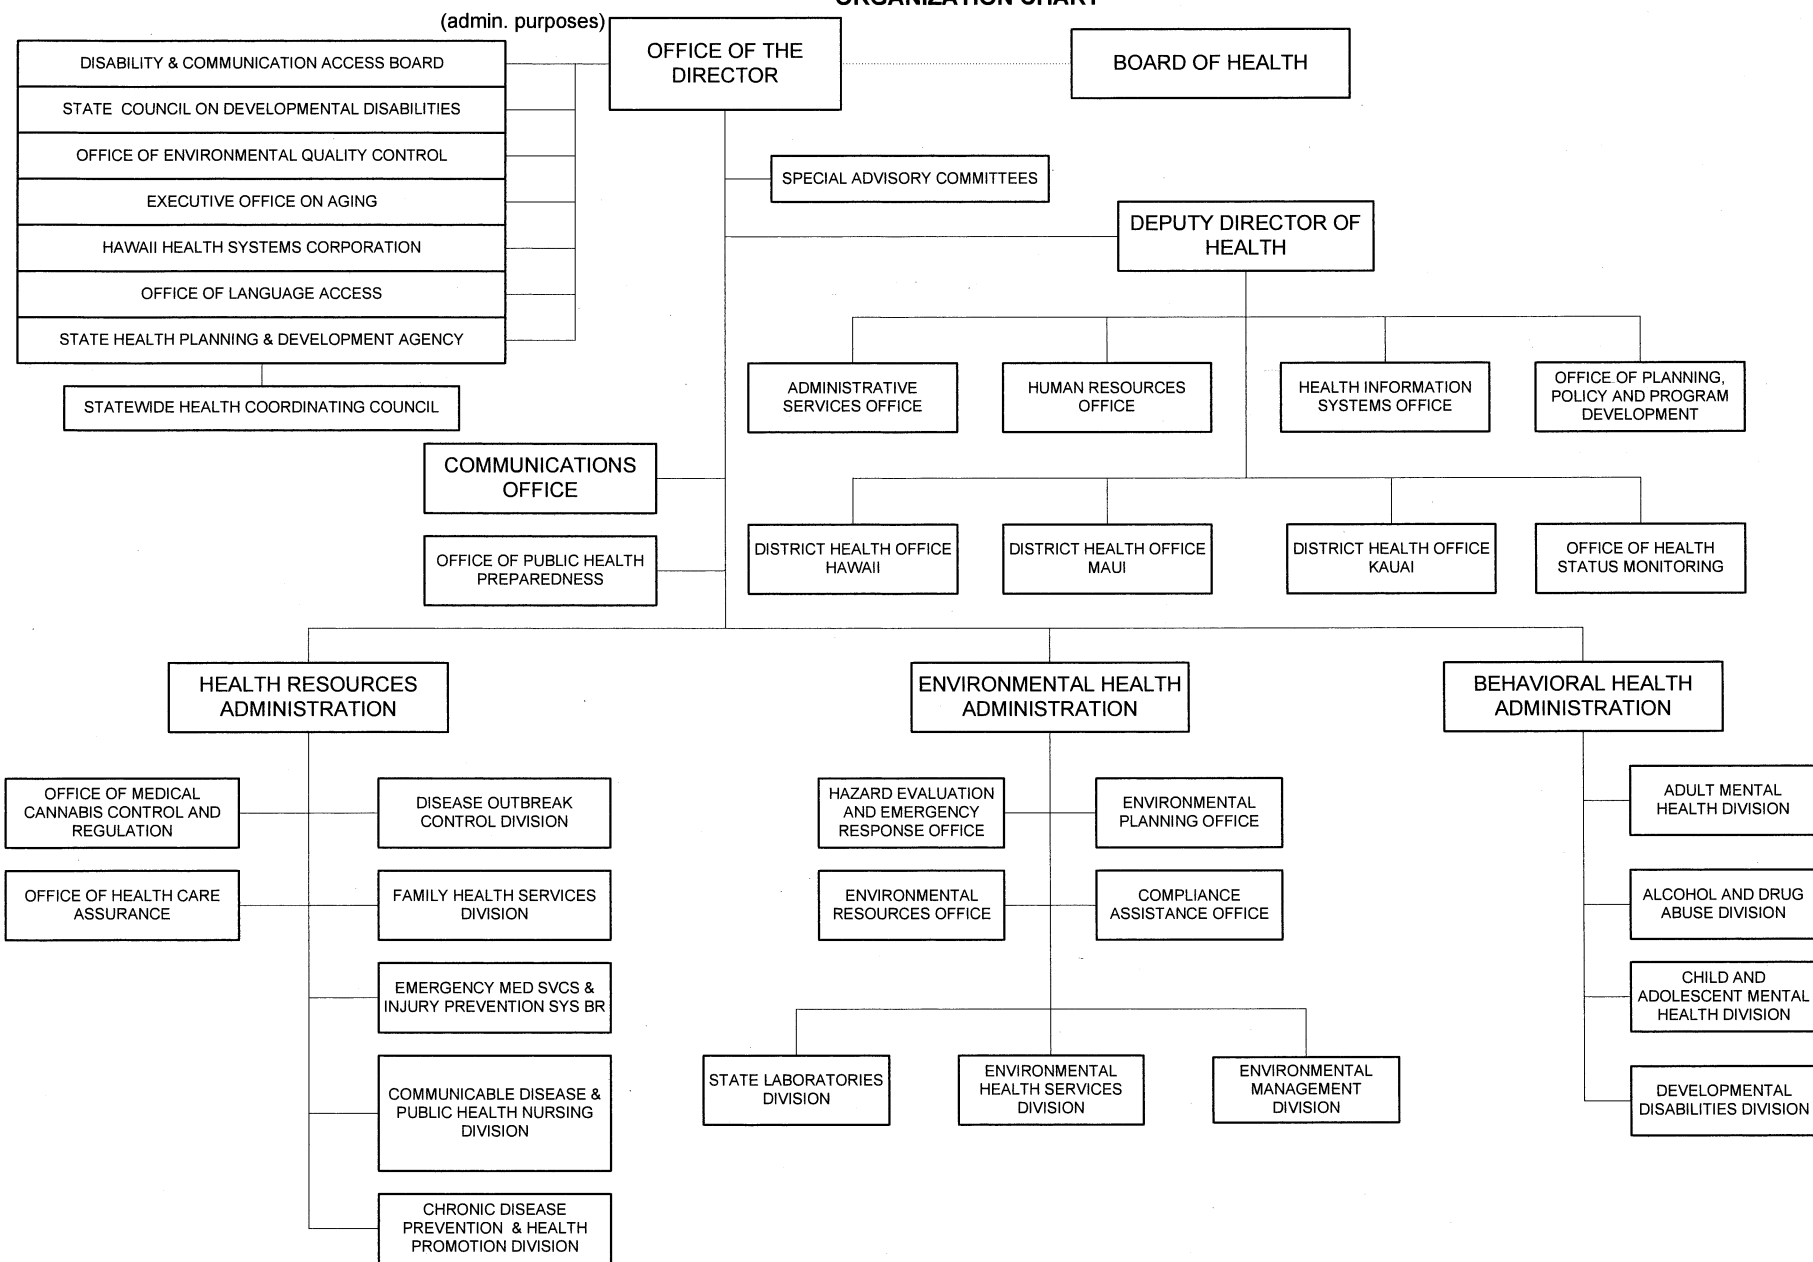 ORGANIZATION CHART
(admin. purposes)
OFFICE OF THE
DIRECTOR
BOARD OF HEALTH
DISABILITY & COMMUNICATION ACCESS BOARD
STATE COUNCIL ON DEVELOPMENTAL DISABILITIES
OFFICE OF ENVIRONMENTAL QUALITY CONTROL
EXECUTIVE OFFICE ON AGING
HAWAII HEALTH SYSTEMS CORPORATION
OFFICE OF LANGUAGE ACCESS
STATE HEALTH PLANNING & DEVELOPMENT AGENCY
STATEWIDE HEALTH COORDINATING COUNCIL
SPECIAL ADVISORY COMMITTEES
DEPUTY DIRECTOR OF
HEALTH
ADMINISTRATIVE
SERVICES OFFICE
HUMAN RESOURCES
OFFICE
HEALTH INFORMATION
SYSTEMS OFFICE
OFFICE OF PLANNING,
POLICY AND PROGRAM
DEVELOPMENT
COMMUNICATIONS
OFFICE
OFFICE OF PUBLIC HEALTH
PREPAREDNESS
DISTRICT HEALTH OFFICE
HAWAII
DISTRICT HEALTH OFFICE
MAUI
DISTRICT HEALTH OFFICE
KAUAI
OFFICE OF HEALTH
STATUS MONITORING
HEALTH RESOURCES
ADMINISTRATION
ENVIRONMENTAL HEALTH
ADMINISTRATION
BEHAVIORAL HEALTH
ADMINISTRATION
OFFICE OF MEDICAL
CANNABIS CONTROL AND
REGULATION
DISEASE OUTBREAK
CONTROL DIVISION
OFFICE OF HEALTH CARE
ASSURANCE
FAMILY HEALTH SERVICES
DIVISION
EMERGENCY MED SVCS &
INJURY PREVENTION SYS BR
COMMUNICABLE DISEASE &
PUBLIC HEALTH NURSING
DIVISION
CHRONIC DISEASE
PREVENTION & HEALTH
PROMOTION DIVISION
HAZARD EVALUATION
AND EMERGENCY
RESPONSE OFFICE
ENVIRONMENTAL
PLANNING OFFICE
ENVIRONMENTAL
RESOURCES OFFICE
COMPLIANCE
ASSISTANCE OFFICE
STATE LABORATORIES
DIVISION
ENVIRONMENTAL
HEALTH SERVICES
DIVISION
ENVIRONMENTAL
MANAGEMENT
DIVISION
ADULT MENTAL
HEALTH DIVISION
ALCOHOL AND DRUG
ABUSE DIVISION
CHILD AND
ADOLESCENT MENTAL
HEALTH DIVISION
DEVELOPMENTAL
DISABILITIES DIVISION